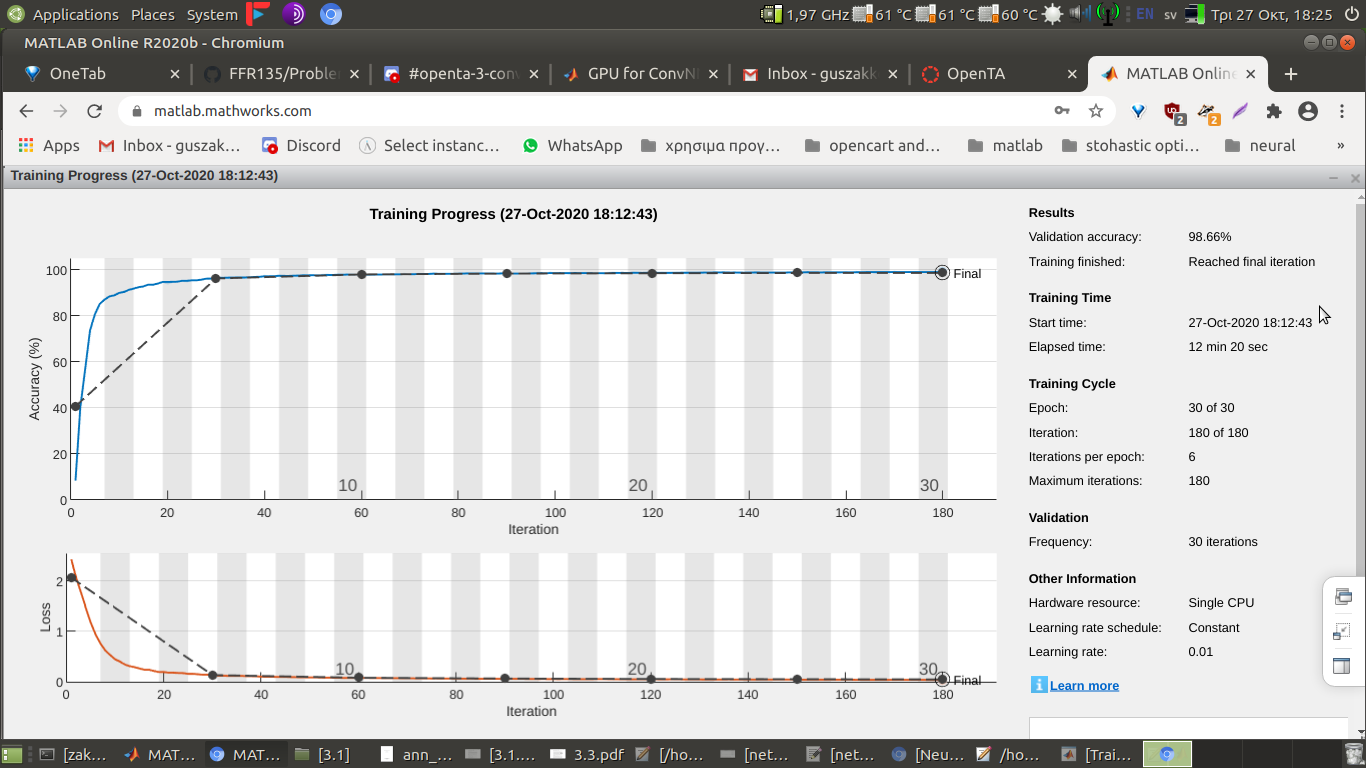 Applications Places System 1,97 GHz 61 °C 61 °C 60 °C EN sv Τρι 27 Οκτ, 18:25
MATLAB Online R2020b - Chromium
OneTab FFR135/Proble #openta-3-con GPU for ConvN Inbox - guszakk OpenTA MATLAB Online
matlab.mathworks.com 2 2
Apps Inbox - guszak… Discord Select instanc… WhatsApp χρησιμα προγ… opencart and… matlab stohastic opti… neural »
Training Progress (27-Oct-2020 18:12:43)
Training Progress (27-Oct-2020 18:12:43)
Accuracy (%)
100
80
60
40
20
0
Final
10 20 30
0 20 40 60 80 100 120 140 160 180
Iteration
Loss
2
1
0
10 20 30
Final
0 20 40 60 80 100 120 140 160 180
Iteration
Results
Validation accuracy: 98.66%
Training finished: Reached final iteration
Training Time
Start time: 27-Oct-2020 18:12:43
Elapsed time: 12 min 20 sec
Training Cycle
Epoch: 30 of 30
Iteration: 180 of 180
Iterations per epoch: 6
Maximum iterations: 180
Validation
Frequency: 30 iterations
Other Information
Hardware resource: Single CPU
Learning rate schedule: Constant
Learning rate: 0.01
Learn more
[zak… MAT… MAT… [3.1] ann_… [3.1.… 3.3.pdf [/ho… [net… [net… [Neu… /ho… [Trai…